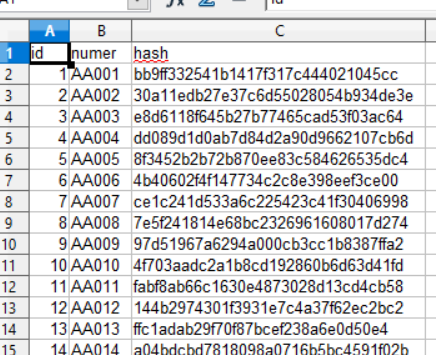 A B C
1 id numer hash
2 1 AA001 bb9ff332541b1417f317c444021045cc
3 2 AA002 30a11edb27e37c6d55028054b934de3e
4 3 AA003 e8d6118f645b27b77465cad53f03ac64
5 4 AA004 dd089d1d0ab7d84d2a90d9662107cb6d
6 5 AA005 8f3452b2b72b870ee83c584626535dc4
7 6 AA006 4b40602f4f147734c2c8e398eef3ce00
8 7 AA007 ce1c241d533a6c225423c41f30406998
9 8 AA008 7e5f241814e68bc2326961608017d274
10 9 AA009 97d51967a6294a000cb3cc1b8387ffa2
11 10 AA010 4f703aadc2a1b8cd192860b6d63d41fd
12 11 AA011 fabf8ab66c1630e4873028d13cd4cb58
13 12 AA012 144b2974301f3931e7c4a37f62ec2bc2
14 13 AA013 ffc1adab29f70f87bcef238a6e0d50e4
15 14 AA014 a04bdcbd7818098a0716b5bc4591f02b